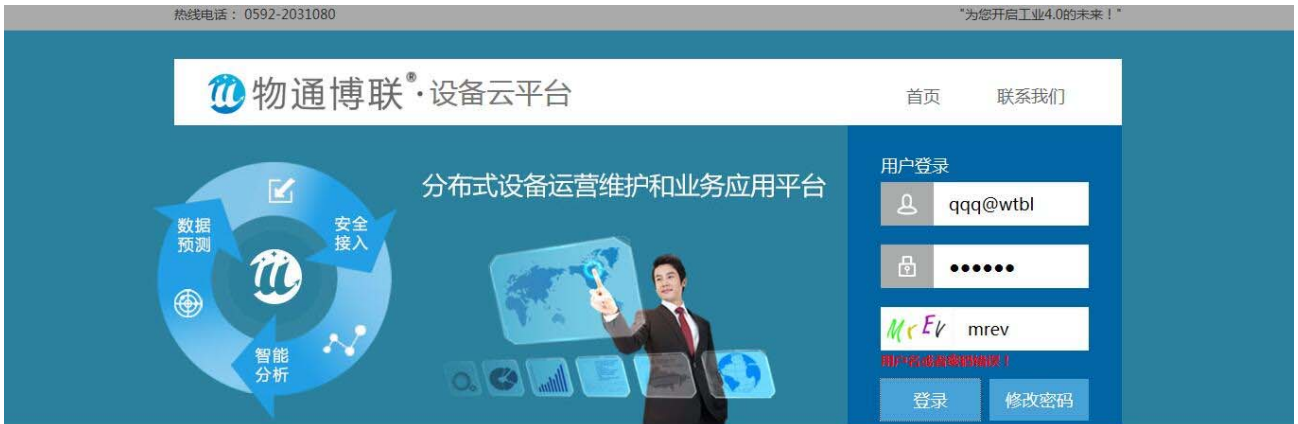 热线电话： 0592-2031080
"为您开启工业4.0的未来！"
物通博联®·设备云平台
首页
联系我们
分布式设备运营维护和业务应用平台
数据
预测
安全
接入
智能
分析
用户登录
qqq@wtbl
••••••
MrEV
mrev
用户名或者密码错误！
登录
修改密码